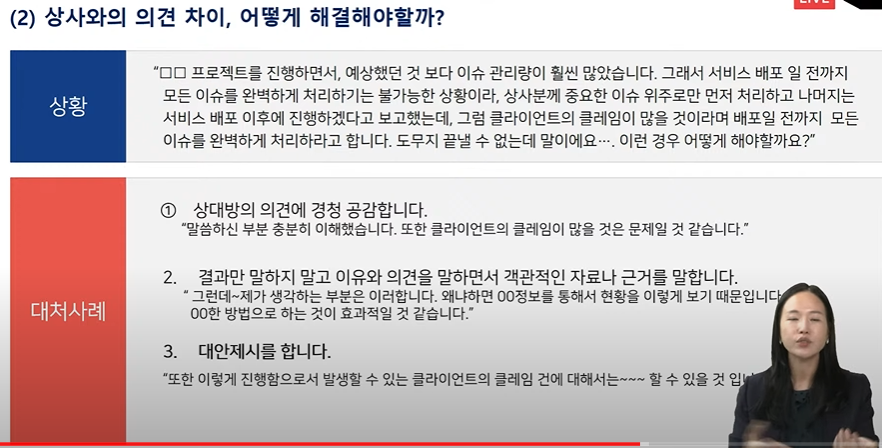 LIVE
(2) 상사와의 의견 차이, 어떻게 해결해야할까?
상황
“□□ 프로젝트를 진행하면서, 예상했던 것 보다 이슈 관리량이 훨씬 많았습니다. 그래서 서비스 배포 일 전까지
모든 이슈를 완벽하게 처리하기는 불가능한 상황이라, 상사분께 중요한 이슈 위주로만 먼저 처리하고 나머지는
서비스 배포 이후에 진행하겠다고 보고했는데, 그럼 클라이언트의 클레임이 많을 것이라며 배포일 전까지 모든
이슈를 완벽하게 처리하라고 합니다. 도무지 끝낼 수 없는데 말이에요…. 이런 경우 어떻게 해야할까요?”
대처사례
① 상대방의 의견에 경청 공감합니다.
“말씀하신 부분 충분히 이해했습니다. 또한 클라이언트의 클레임이 많을 것은 문제일 것 같습니다.”
2. 결과만 말하지 말고 이유와 의견을 말하면서 객관적인 자료나 근거를 말합니다.
“ 그런데~제가 생각하는 부분은 이러합니다. 왜냐하면 00정보를 통해서 현황을 이렇게 보기 때문입니다
00한 방법으로 하는 것이 효과적일 것 같습니다.”
3. 대안제시를 합니다.
“또한 이렇게 진행함으로서 발생할 수 있는 클라이언트의 클레임 건에 대해서는~~~ 할 수 있을 것